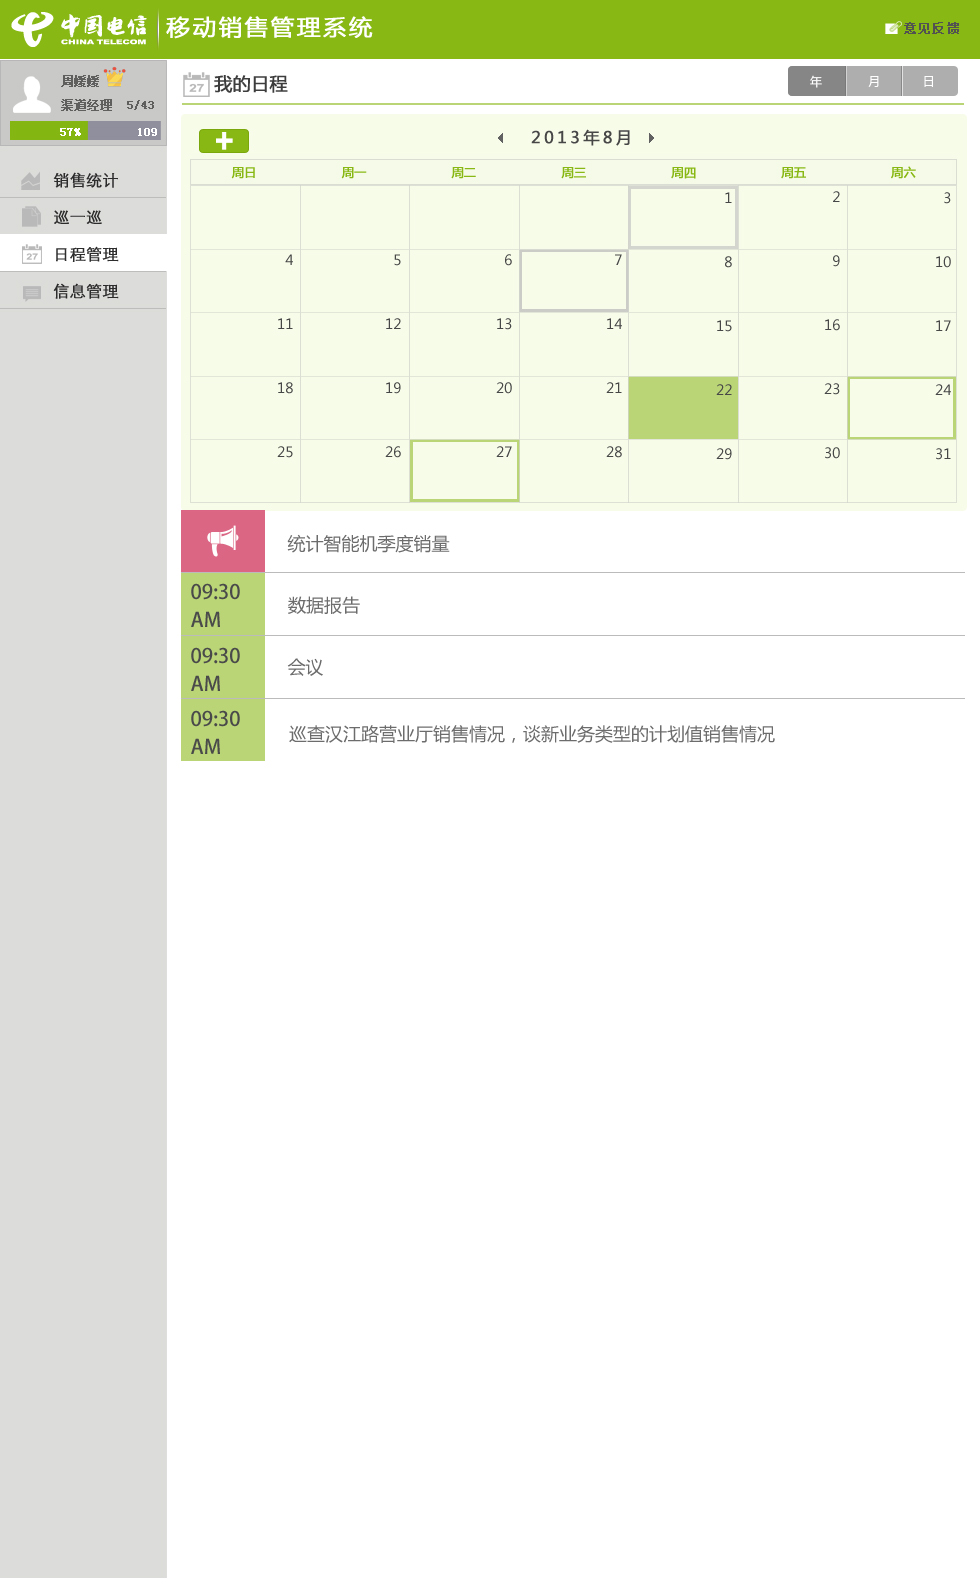 中国电信 CHINA TELECOM 移动销售管理系统 意见反馈
周媛媛
渠道经理 5/43
57% 109
销售统计
巡一巡
27 日程管理
信息管理
27 我的日程 年 月 日
2013年8月
周日 周一 周二 周三 周四 周五 周六
1 2 3
4 5 6 7 8 9 10
11 12 13 14 15 16 17
18 19 20 21 22 23 24
25 26 27 28 29 30 31
统计智能机季度销量
09:30 AM
数据报告
09:30 AM
会议
09:30 AM
巡查汉江路营业厅销售情况，谈新业务类型的计划值销售情况